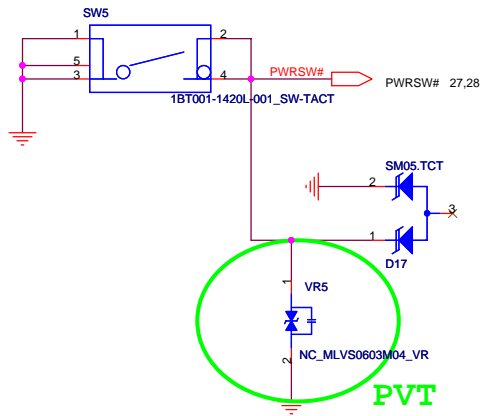 SW5
1
2
5
3
4
PWRSW#
PWRSW# 27,28
1BT001-1420L-001_SW-TACT
SM05.TCT
2
3
1
D17
1
VR5
NC_MLVS0603M04_VR
2
PVT